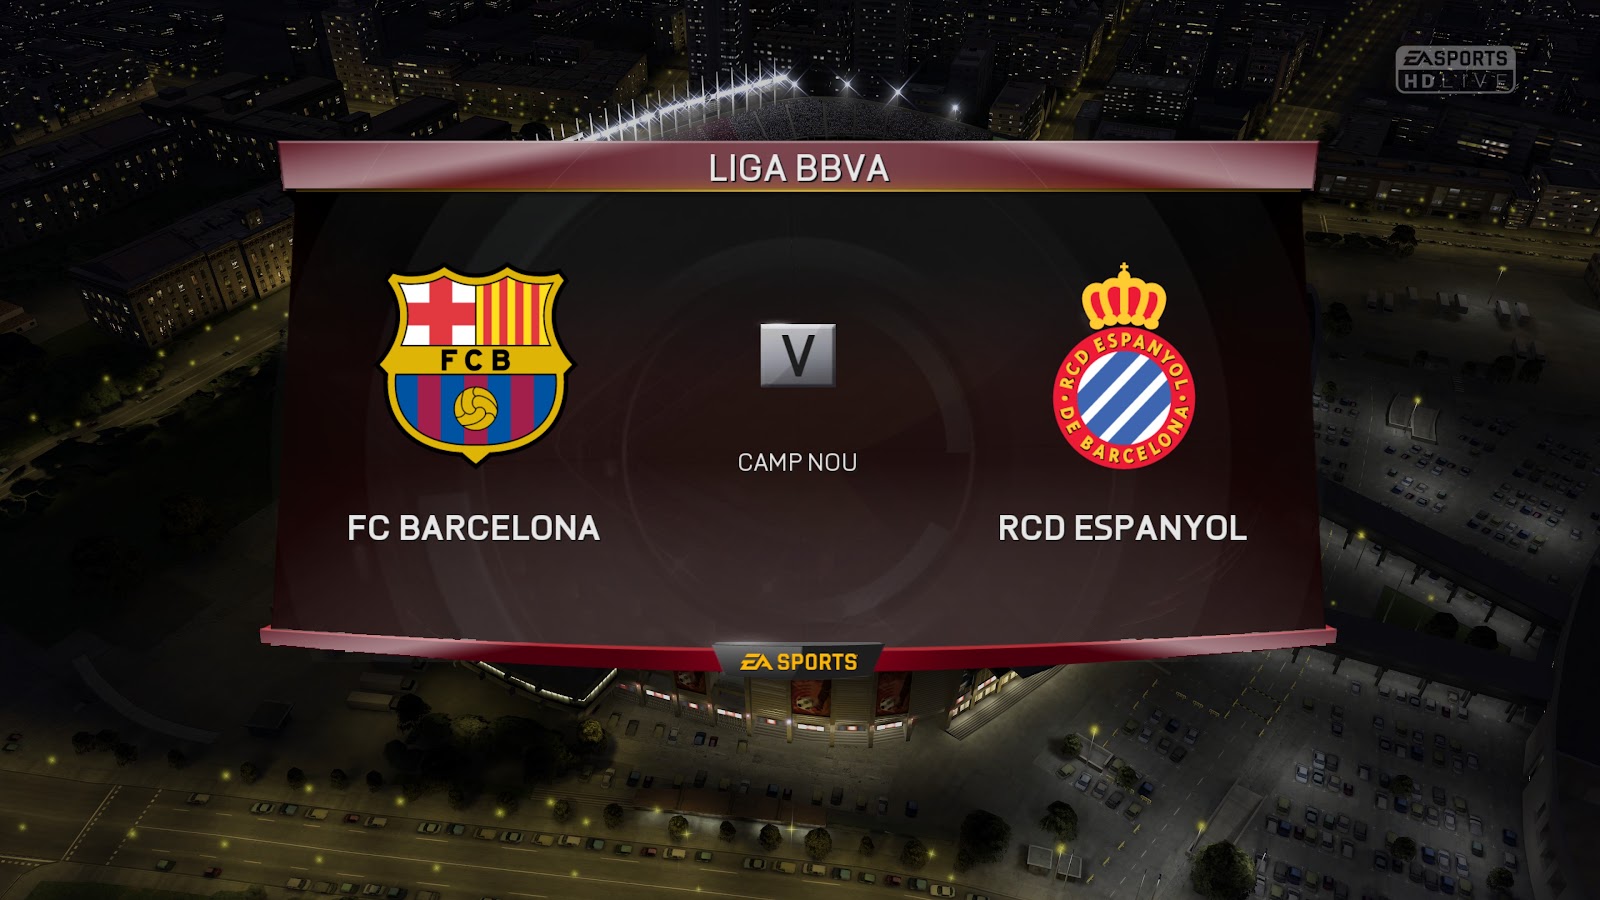 EA SPORTS
HD LIVE
LIGA BBVA
FCB
V
RCD ESPANYOL
DE BARCELONA
CAMP NOU
FC BARCELONA
RCD ESPANYOL
EA SPORTS